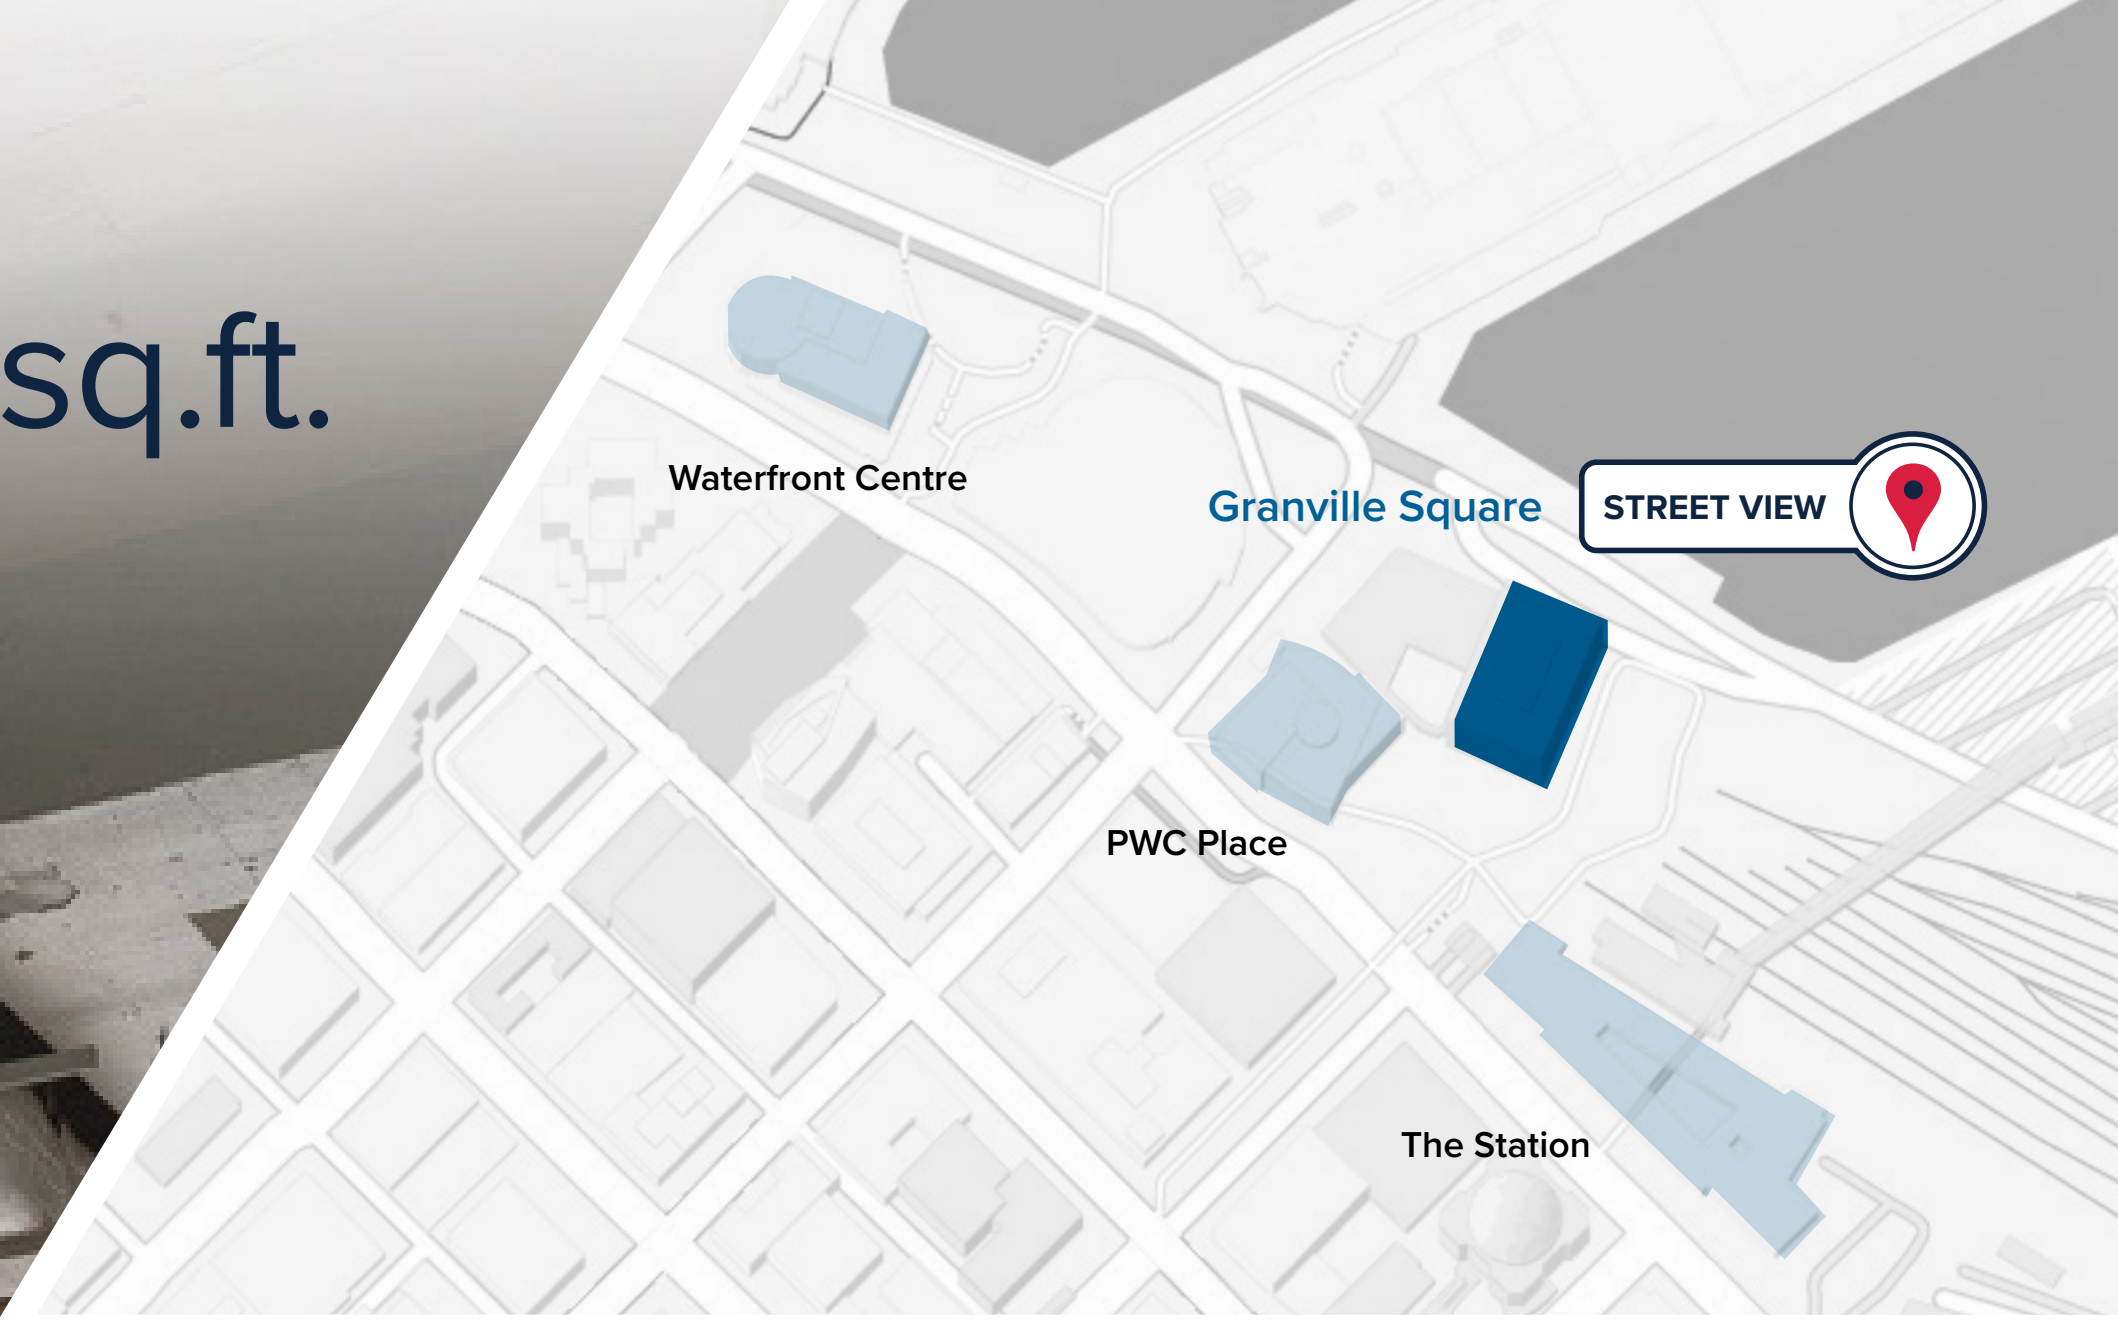 sq.ft.
Waterfront Centre
Granville Square
STREET VIEW
PWC Place
The Station